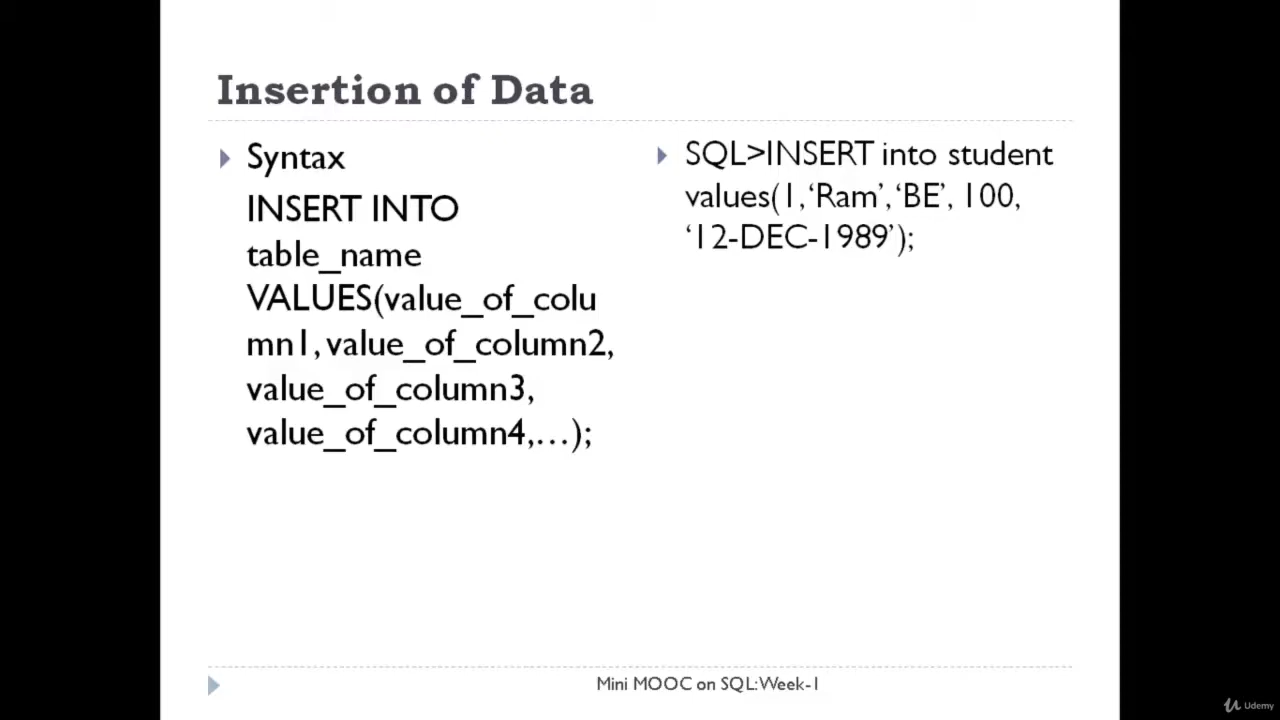 Insertion of Data
Syntax
INSERT INTO
table_name
VALUES(value_of_colu
mn1, value_of_column2,
value_of_column3,
value_of_column4,…);
SQL>INSERT into student
values(1, ‘Ram’, ‘BE’, 100,
‘12-DEC-1989’);
Mini MOOC on SQL:Week-1
Udemy